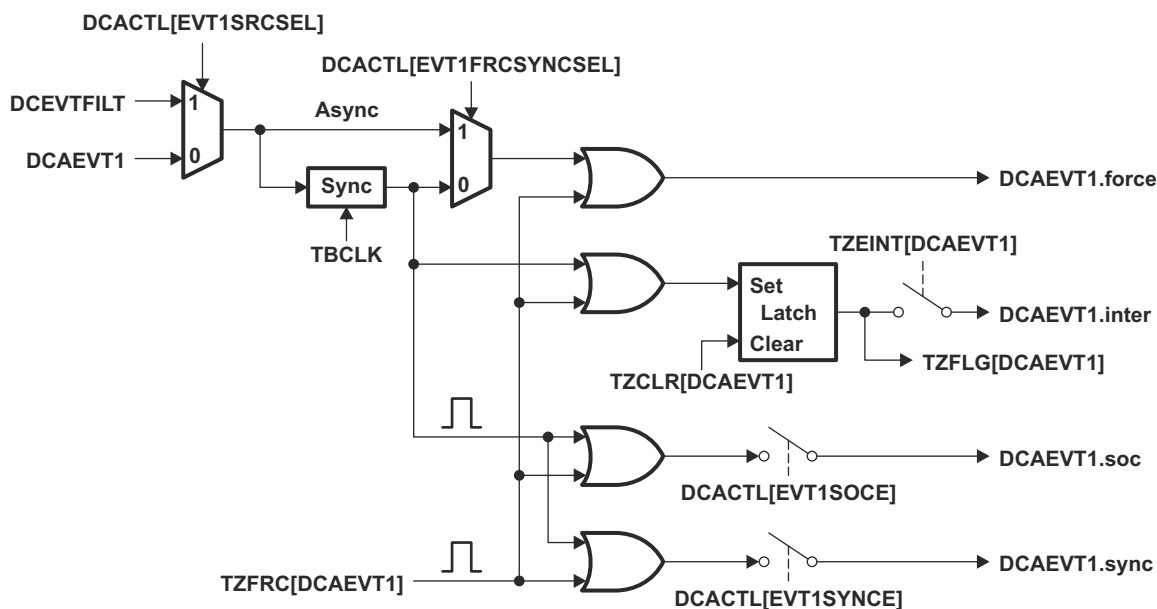 DCACTL[EVT1SRCSEL]
DCACTL[EVT1FRCSYNCSEL]
DCEVTFILT
1
Async
1
DCAEVT1
0
Sync
0
DCAEVT1.force
TBCLK
TZEINT[DCAEVT1]
Set
Latch
DCAEVT1.inter
Clear
TZCLR[DCAEVT1]
TZFLG[DCAEVT1]
DCAEVT1.soc
DCACTL[EVT1SOCE]
DCAEVT1.sync
TZFRC[DCAEVT1]
DCACTL[EVT1SYNCE]